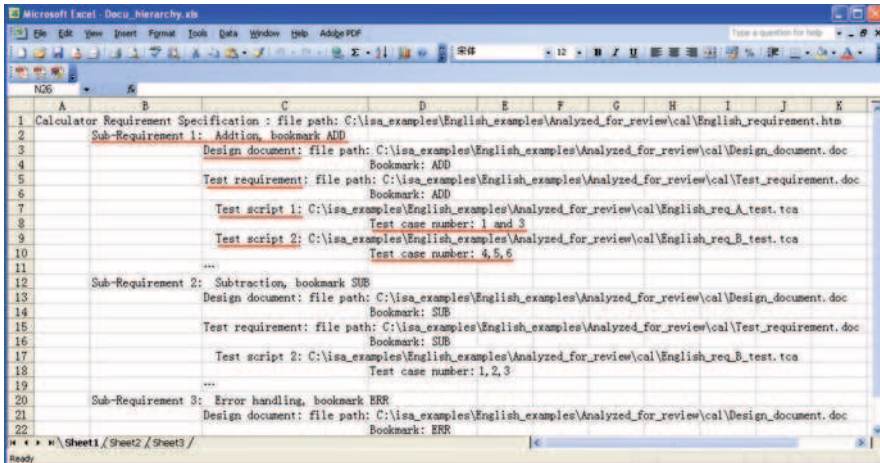 Microsoft Excel - Docu_hierarchy.xls
File Edit View Insert Format Tools Data Window Help Adobe PDF
Type a question for help
宋体 12 B I U
N26 fx
A B C D E F G H I J K
1 Calculator Requirement Specification : file path: C:\isa_examples\English_examples\Analyzed_for_review\cal\English_requirement.htm
2 Sub-Requirement 1: Addtion, bookmark ADD
3 Design document: file path: C:\isa_examples\English_examples\Analyzed_for_review\cal\Design_document.doc
4 Bookmark: ADD
5 Test requirement: file path: C:\isa_examples\English_examples\Analyzed_for_review\cal\Test_requirement.doc
6 Bookmark: ADD
7 Test script 1: C:\isa_examples\English_examples\Analyzed_for_review\cal\English_req_A_test.tca
8 Test case number: 1 and 3
9 Test script 2: C:\isa_examples\English_examples\Analyzed_for_review\cal\English_req_B_test.tca
10 Test case number: 4,5,6
11 ...
12 Sub-Requirement 2: Subtraction, bookmark SUB
13 Design document: file path: C:\isa_examples\English_examples\Analyzed_for_review\cal\Design_document.doc
14 Bookmark: SUB
15 Test requirement: file path: C:\isa_examples\English_examples\Analyzed_for_review\cal\Test_requirement.doc
16 Bookmark: SUB
17 Test script 2: C:\isa_examples\English_examples\Analyzed_for_review\cal\English_req_B_test.tca
18 Test case number: 1,2,3
19 ...
20 Sub-Requirement 3: Error handling, bookmark ERR
21 Design document: file path: C:\isa_examples\English_examples\Analyzed_for_review\cal\Design_document.doc
22 Bookmark: ERR
Sheet1 / Sheet2 / Sheet3 /
Ready